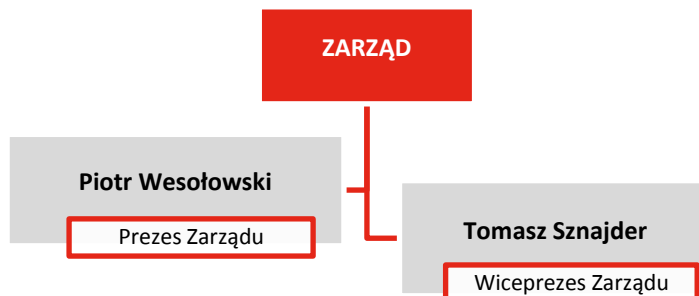 ZARZĄD
Piotr Wesołowski
Prezes Zarządu
Tomasz Sznajder
Wiceprezes Zarządu